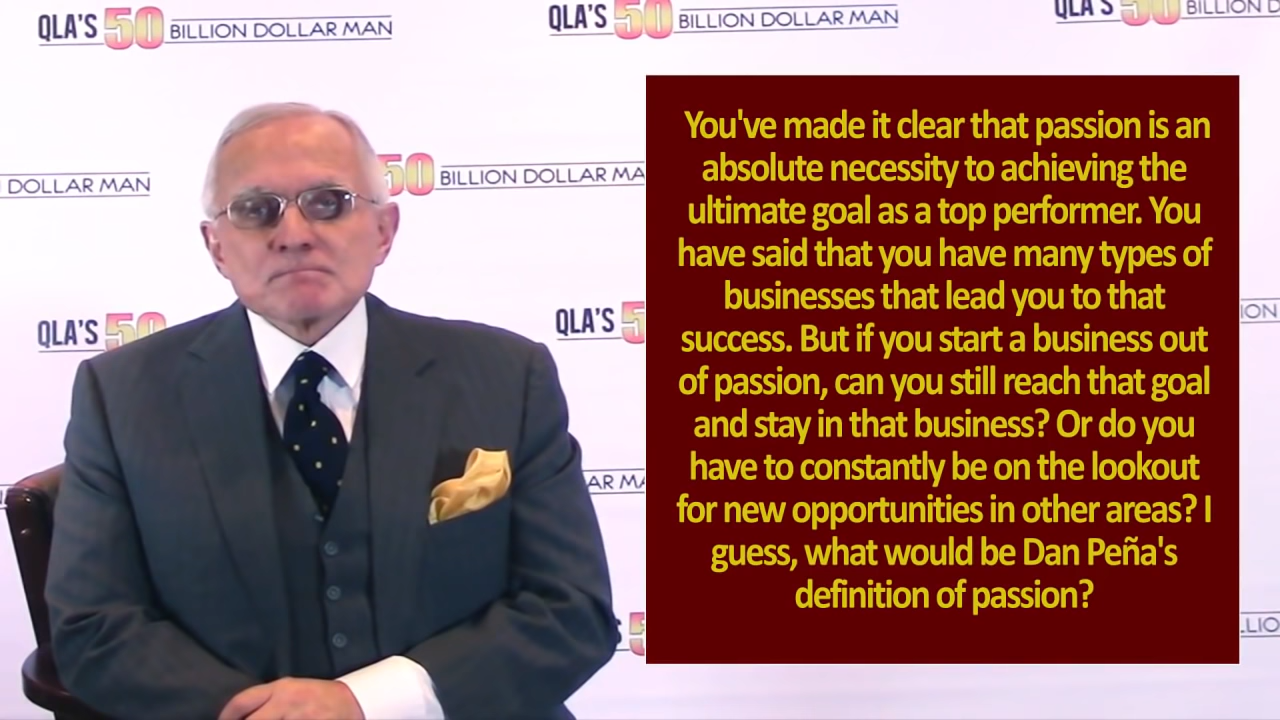 QLA'S 50 BILLION DOLLAR MAN
QLA'S 50 BILLION DOLLAR MAN
QLA'S 50 BILLION D
DOLLAR MAN
50 BILLION DOLLAR MA
QLA'S 50
QLA'S 5
AR MA
You've made it clear that passion is an
absolute necessity to achieving the
ultimate goal as a top performer. You
have said that you have many types of
businesses that lead you to that
success. But if you start a business out
of passion, can you still reach that goal
and stay in that business? Or do you
have to constantly be on the lookout
for new opportunities in other areas? I
guess, what would be Dan Peña's
definition of passion?